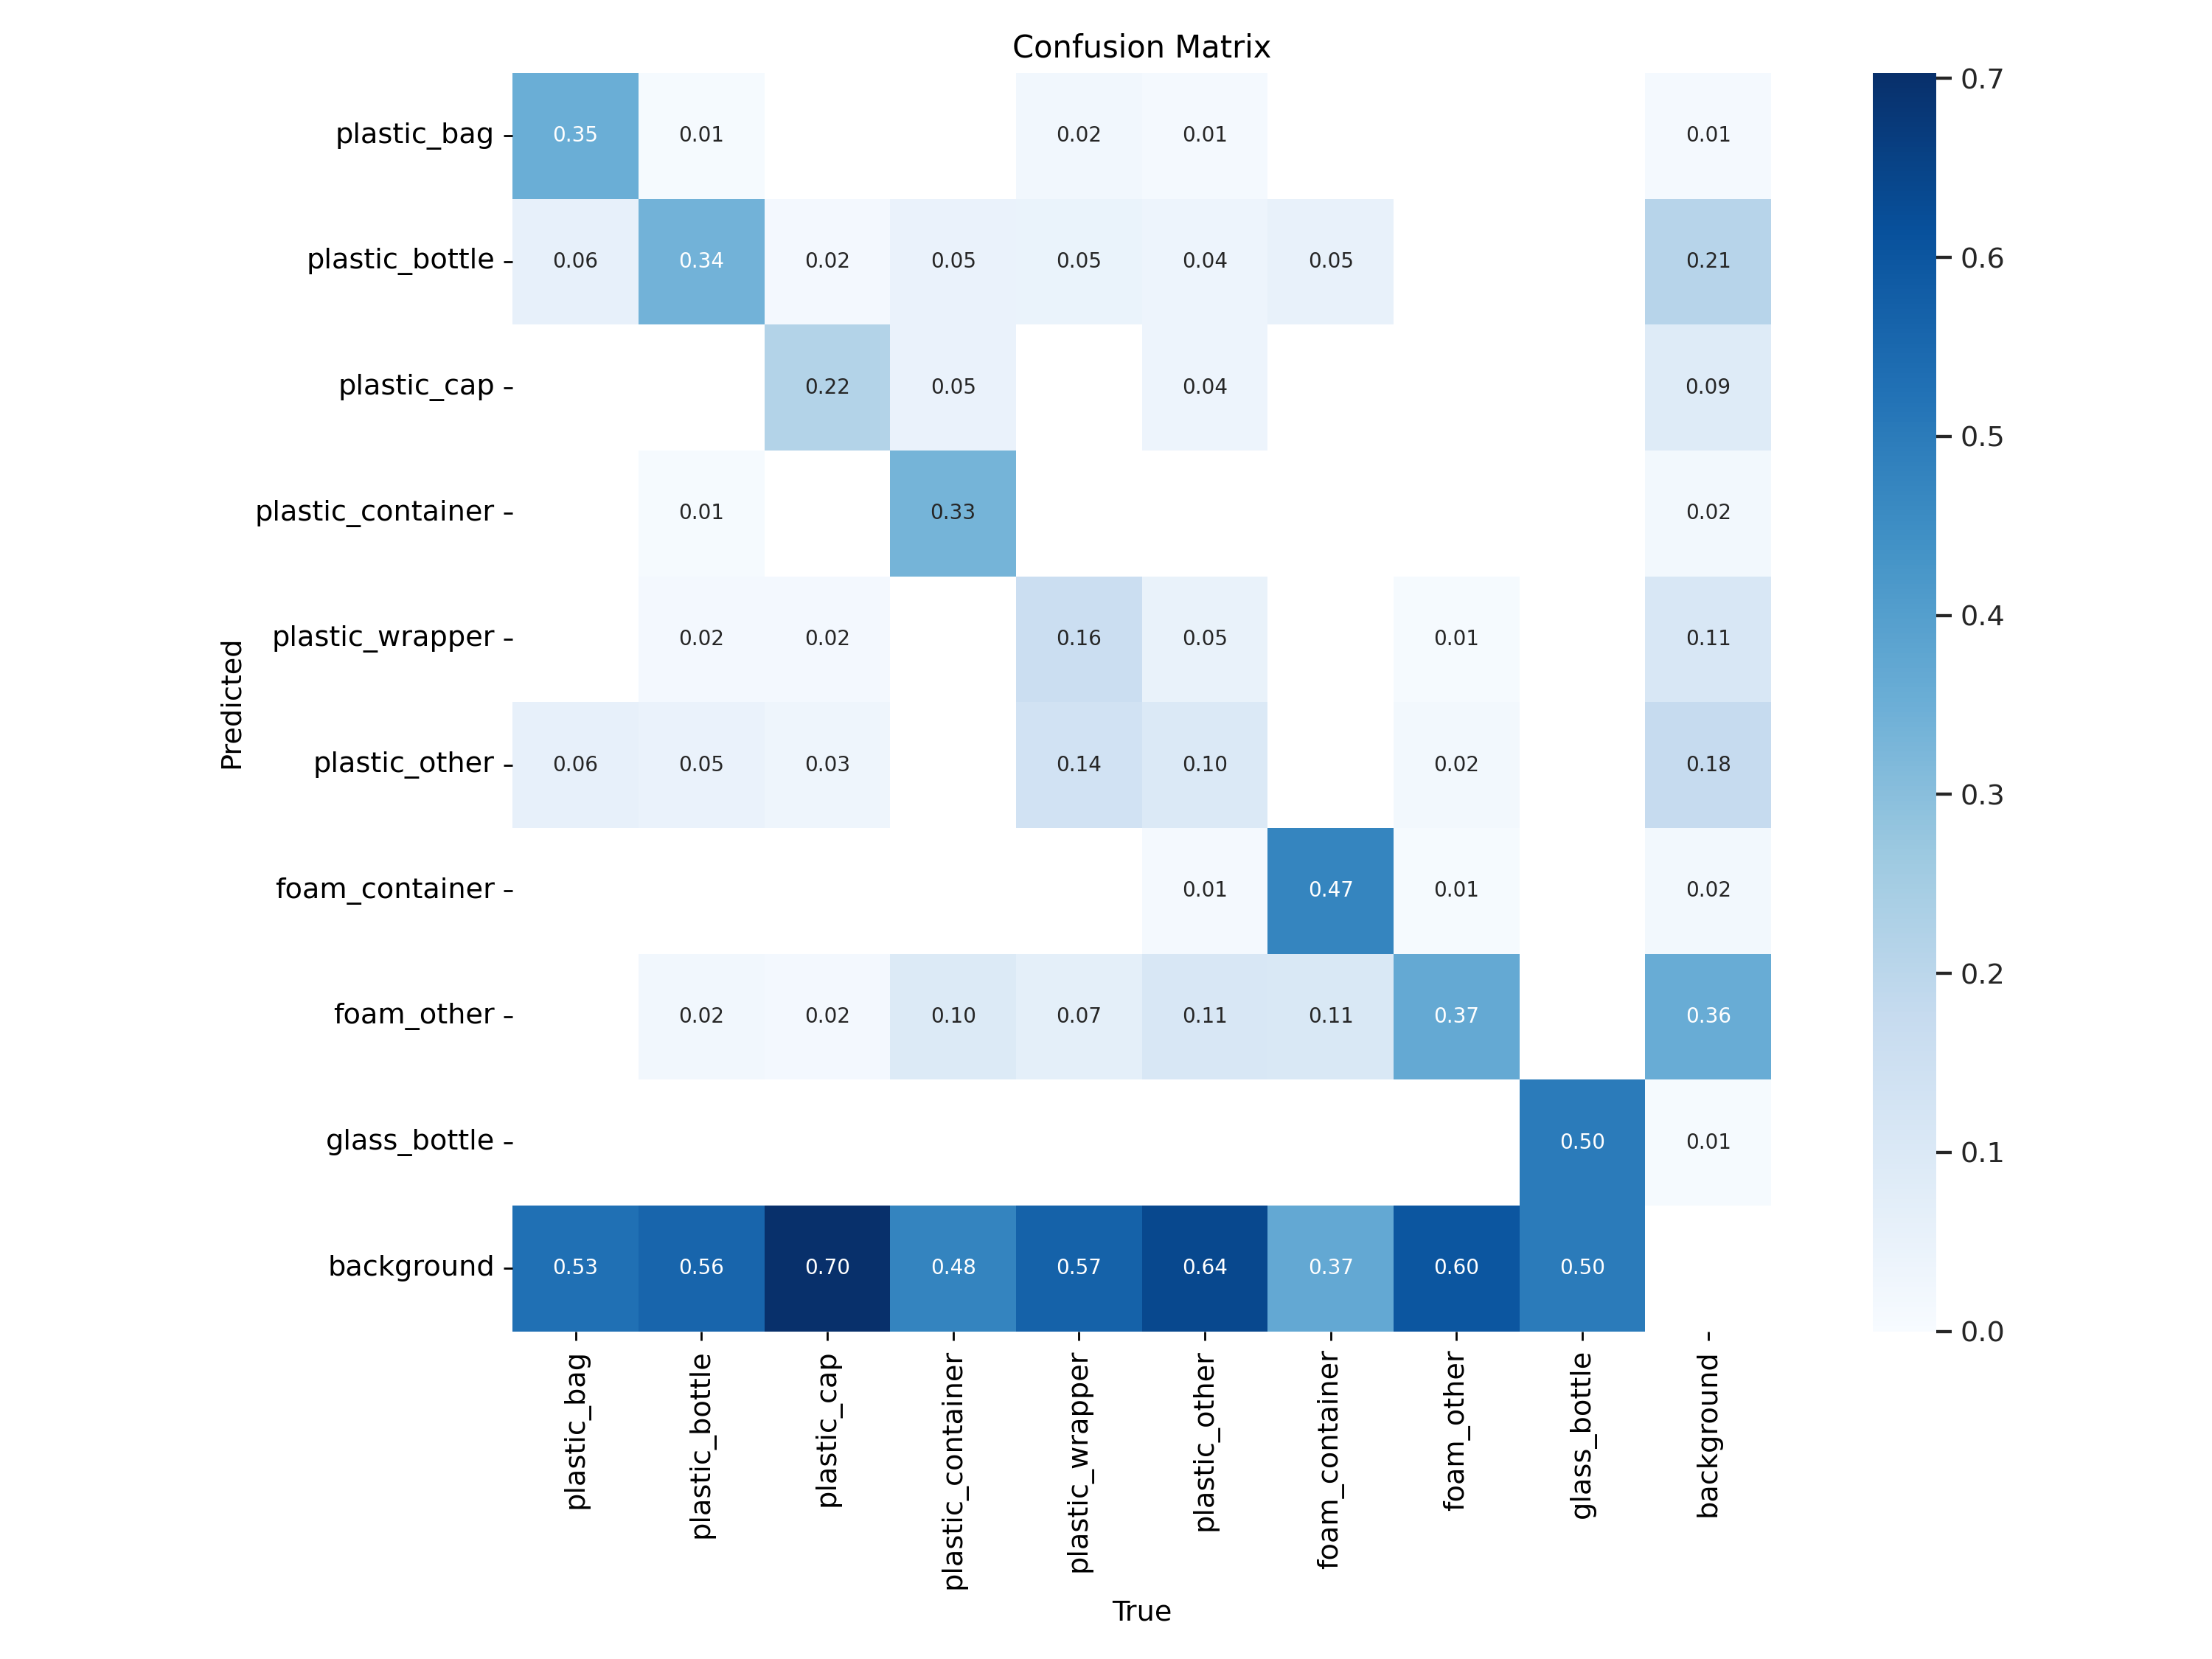 Confusion Matrix
plastic_bag 0.35 0.01 0.02 0.01 0.01
plastic_bottle 0.06 0.34 0.02 0.05 0.05 0.04 0.05 0.21
plastic_cap 0.22 0.05 0.04 0.09
plastic_container 0.01 0.33 0.02
plastic_wrapper 0.02 0.02 0.16 0.05 0.01 0.11
plastic_other 0.06 0.05 0.03 0.14 0.10 0.02 0.18
foam_container 0.01 0.47 0.01 0.02
foam_other 0.02 0.02 0.10 0.07 0.11 0.11 0.37 0.36
glass_bottle 0.50 0.01
background 0.53 0.56 0.70 0.48 0.57 0.64 0.37 0.60 0.50
Predicted
plastic_bag
plastic_bottle
plastic_cap
plastic_container
plastic_wrapper
plastic_other
foam_container
foam_other
glass_bottle
background
True
0.7
0.6
0.5
0.4
0.3
0.2
0.1
0.0